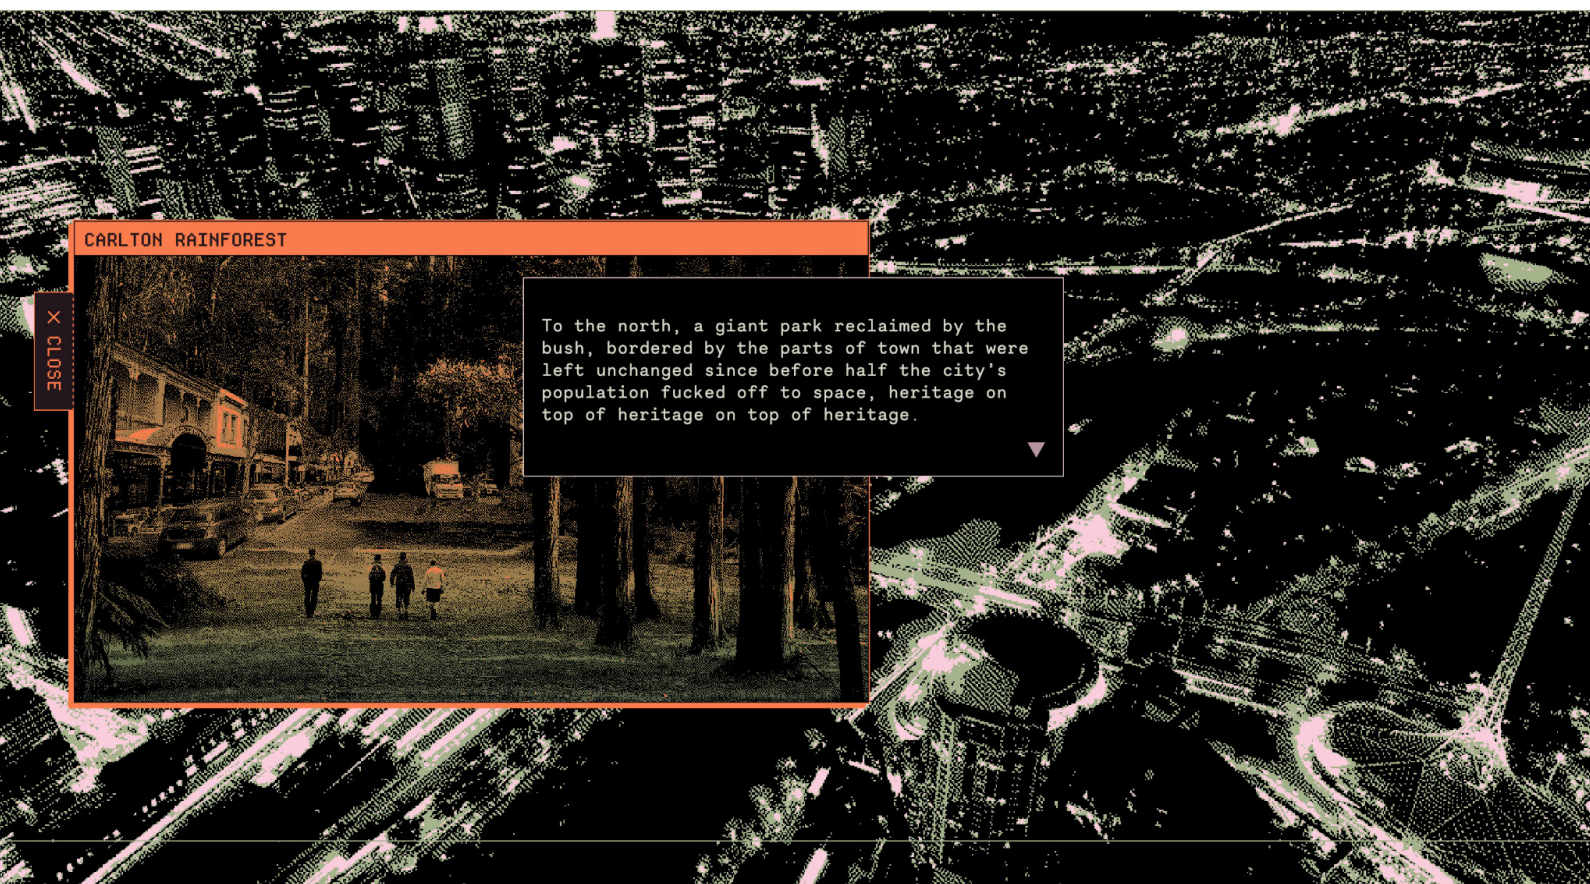 CARLTON RAINFOREST
X CLOSE
To the north, a giant park reclaimed by the
bush, bordered by the parts of town that were
left unchanged since before half the city's
population fucked off to space, heritage on
top of heritage on top of heritage.